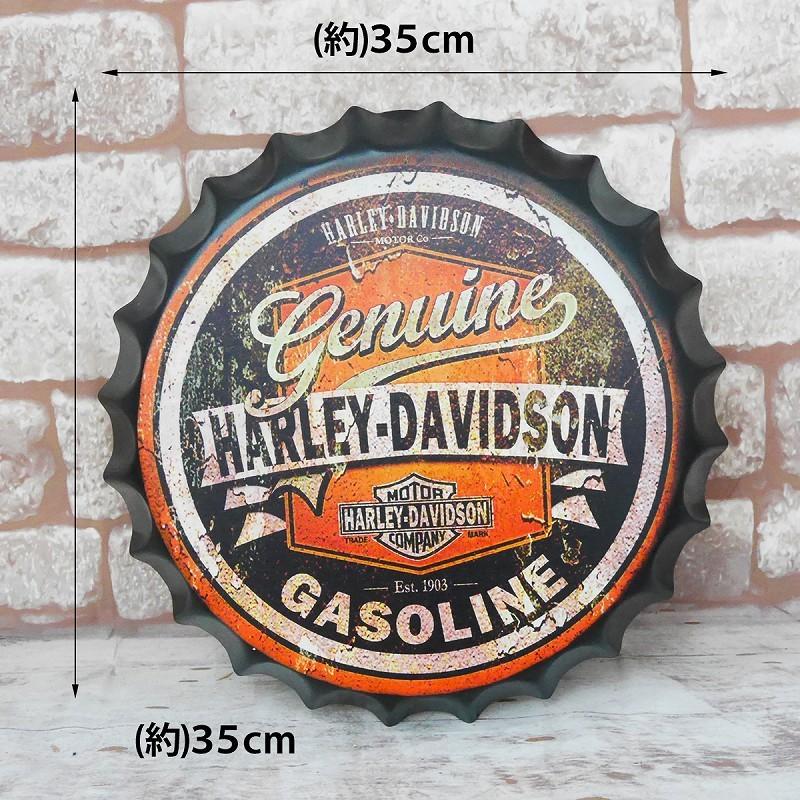 (約)35cm
HARLEY-DAVIDSON
MOTOR Co
Genuine
HARLEY-DAVIDSON
MOTOR
HARLEY-DAVIDSON
TRADE COMPANY MARK
Est. 1903
GASOLINE
(約)35cm